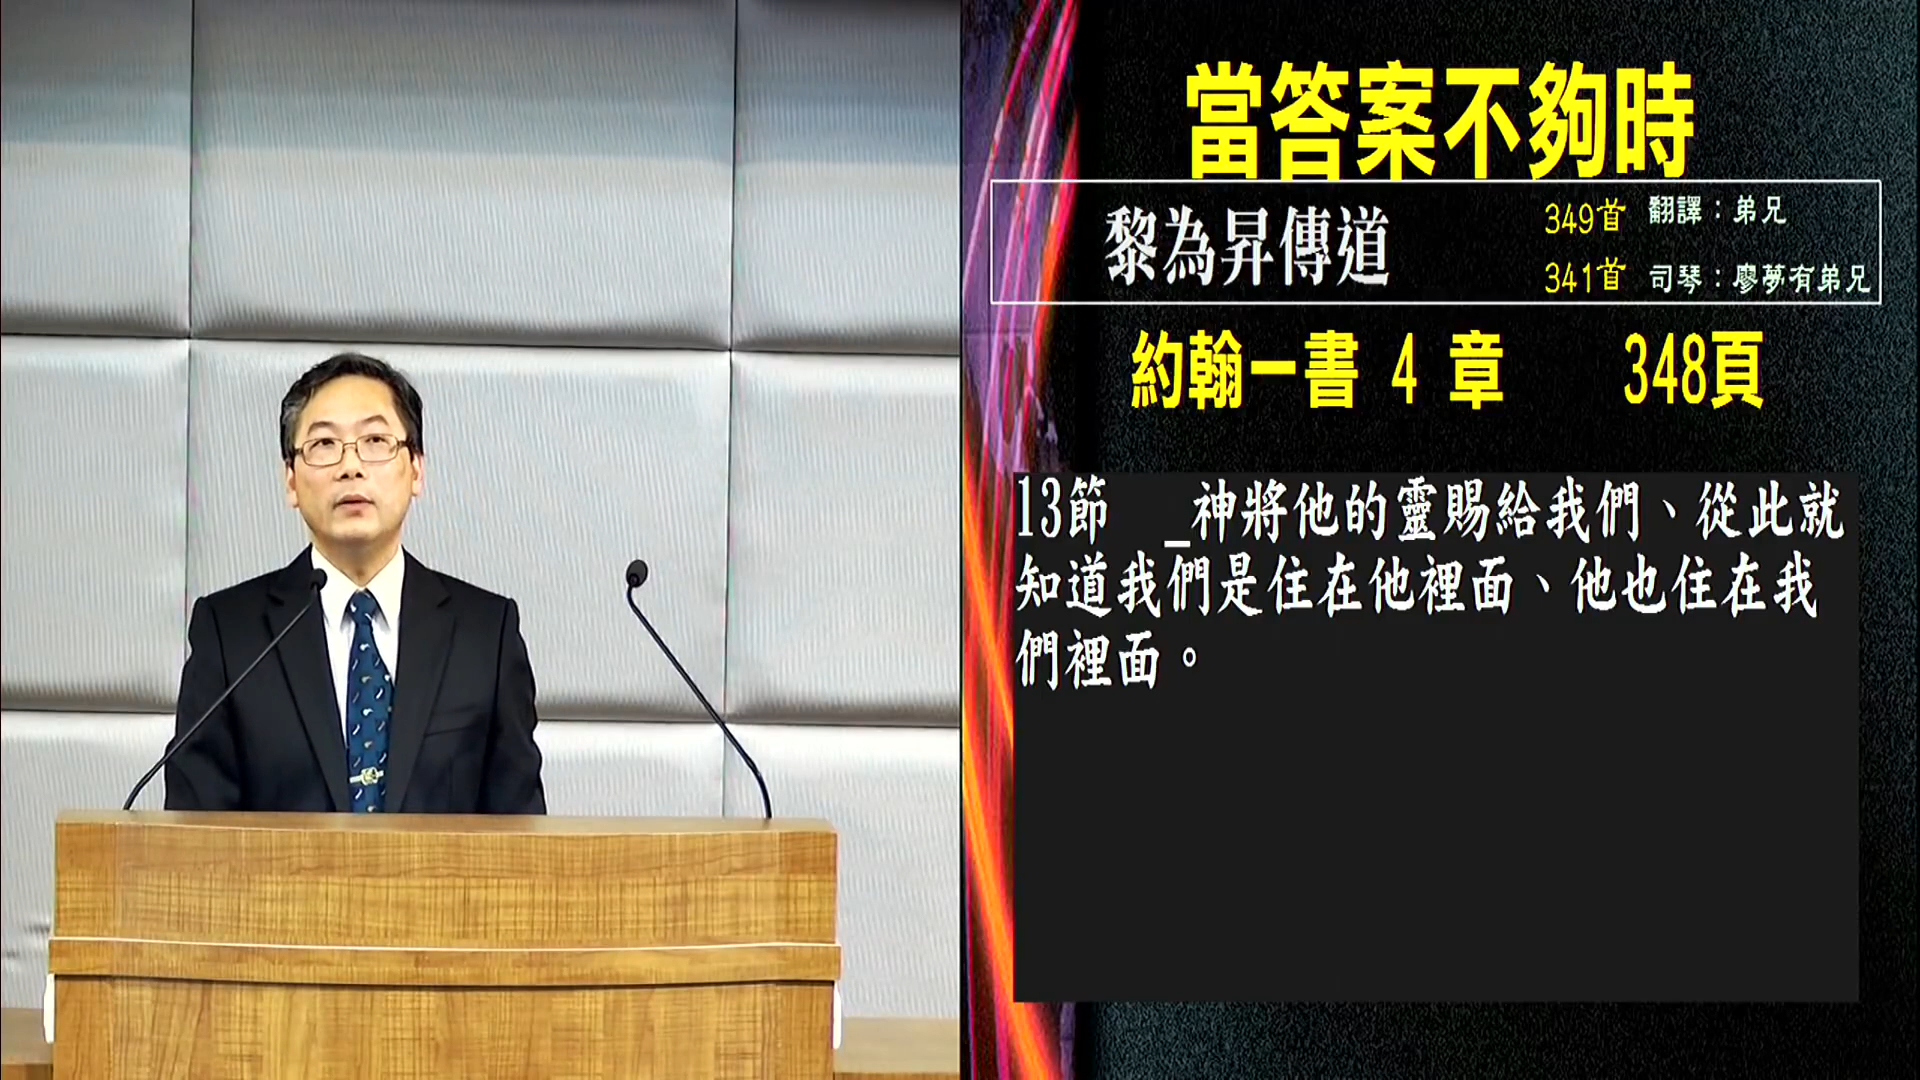 當答案不夠時
黎為昇傳道
349首 翻譯：弟兄
341首 司琴：廖夢有弟兄
約翰一書 4 章 348頁
13節 _神將他的靈賜給我們、從此就
知道我們是住在他裡面、他也住在我
們裡面。